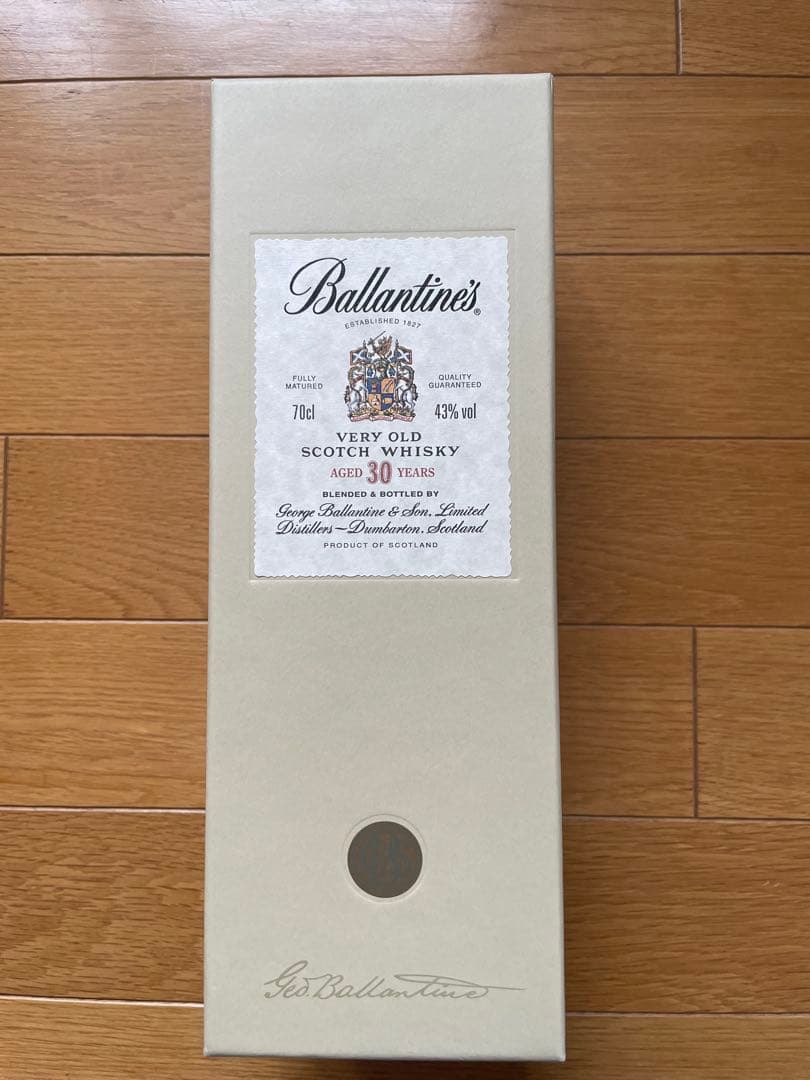 Ballantine's®
ESTABLISHED 1827
FULLY
MATURED
QUALITY
GUARANTEED
70cl
43% vol
VERY OLD
SCOTCH WHISKY
AGED 30 YEARS
BLENDED & BOTTLED BY
George Ballantine & Son, Limited
Distillers–Dumbarton, Scotland
PRODUCT OF SCOTLAND
Geo. Ballantine